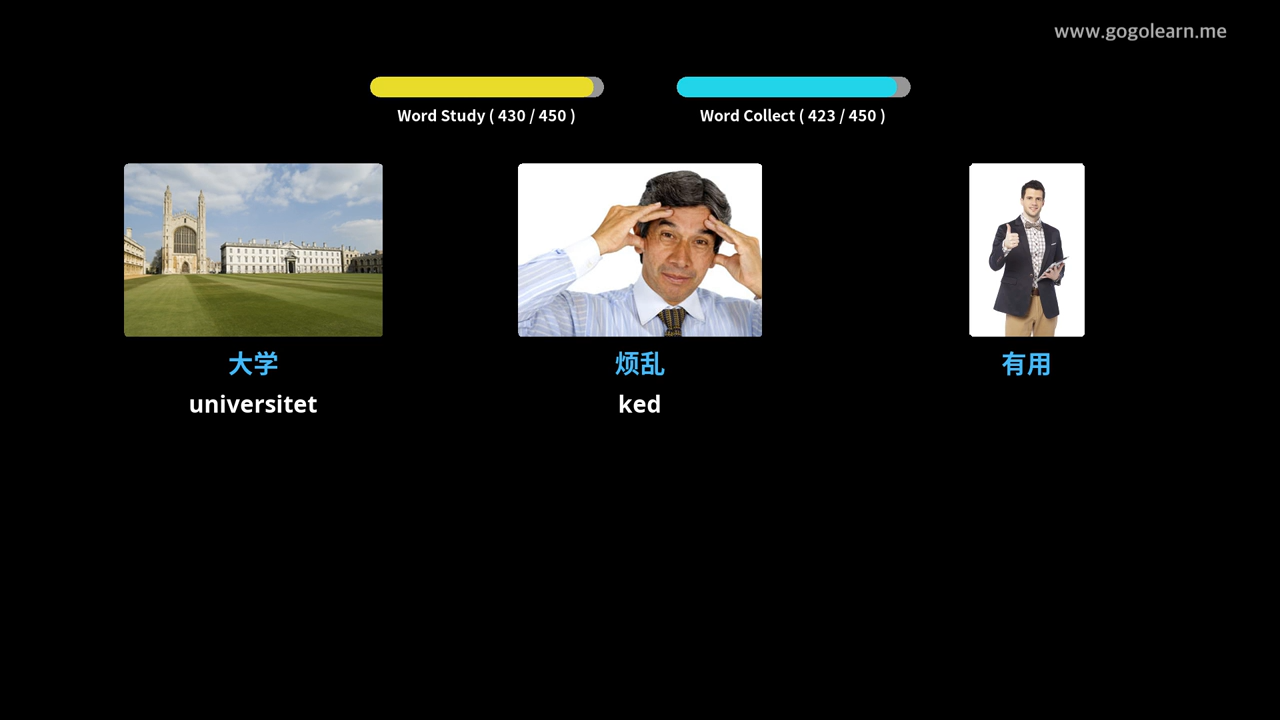 www.gogolearn.me
Word Study ( 430 / 450 )
Word Collect ( 423 / 450 )
大学
烦乱
有用
universitet
ked